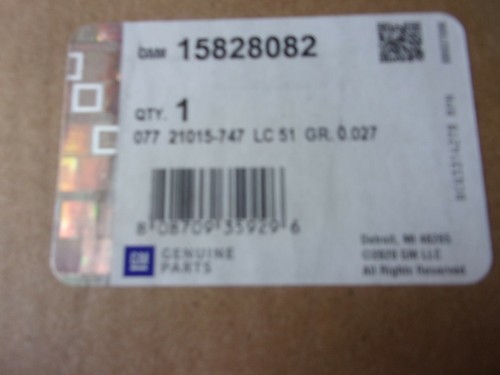 15828082
QTY. 1
077 21015-747 LC 51 GR. 0.027
8 08709 35929 6
GM GENUINE
PARTS
Detroit, MI 48265
GM LLC
All Rights Reserved